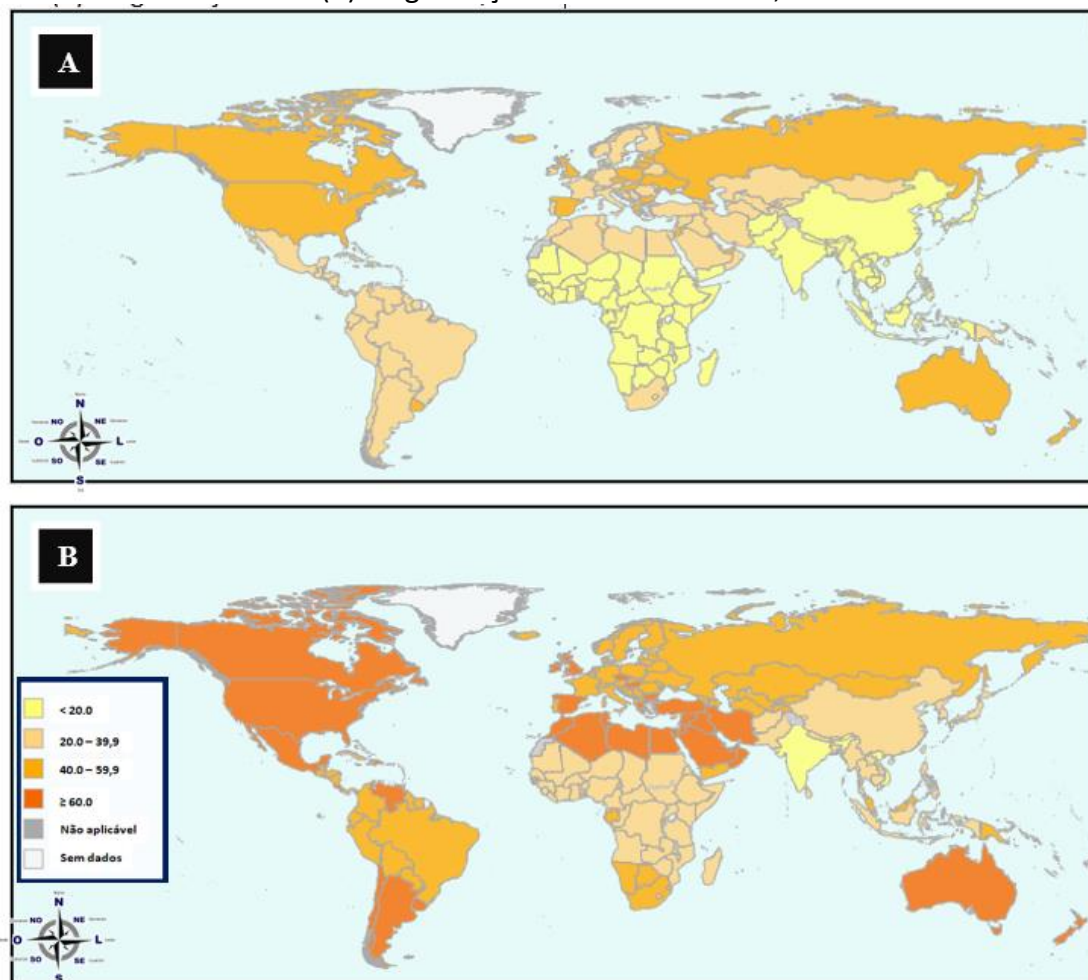 A
N
NO
NE
O
L
SO
SE
S
B
< 20.0
20.0 – 39,9
40.0 – 59,9
≥ 60.0
Não aplicável
Sem dados
N
NO
NE
O
L
SO
SE
S